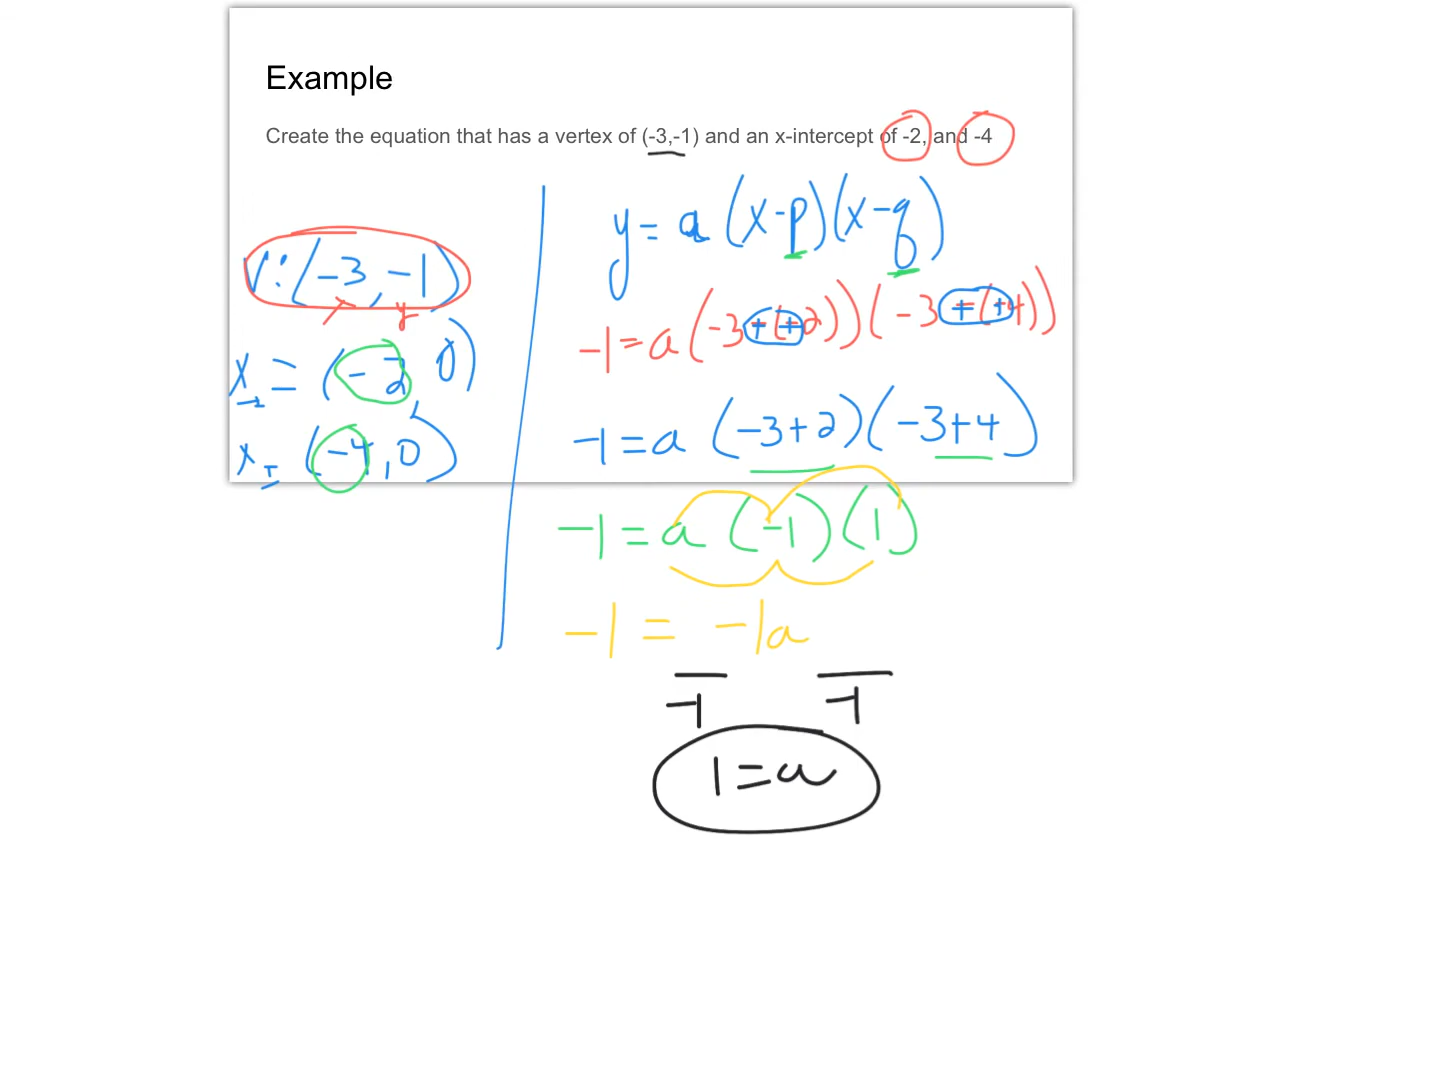 Example
Create the equation that has a vertex of (-3,-1) and an x-intercept of -2, and -4
V: (-3, -1)
x y
x = (-2, 0)
x = (-4, 0)
y = a (x-p)(x-q)
-1 = a (-3 + (+2)) (-3 + (+4))
-1 = a (-3+2)(-3+4)
-1 = a (-1)(1)
-1 = -1a
-1 -1
1 = a